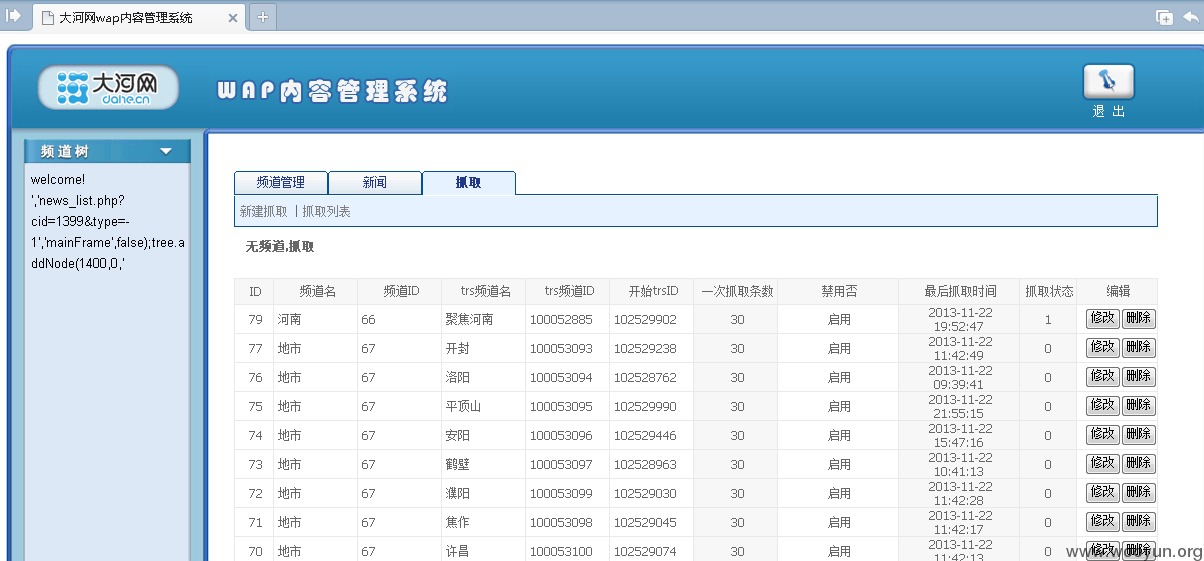 大河网wap内容管理系统
大河网 WAP内容管理系统
dahe.cn
退 出
频道树
welcome!
','news_list.php?
cid=1399&type=-
1','mainFrame',false);tree.a
ddNode(1400,0,'
频道管理 新闻 抓取
新建抓取 | 抓取列表
无频道,抓取
ID 频道名 频道ID trs频道名 trs频道ID 开始trsID 一次抓取条数 禁用否 最后抓取时间 抓取状态 编辑
79 河南 66 聚焦河南 100052885 102529902 30 启用 2013-11-22 19:52:47 1 修改 删除
77 地市 67 开封 100053093 102529238 30 启用 2013-11-22 11:42:49 0 修改 删除
76 地市 67 洛阳 100053094 102528762 30 启用 2013-11-22 09:39:41 0 修改 删除
75 地市 67 平顶山 100053095 102529990 30 启用 2013-11-22 21:55:15 0 修改 删除
74 地市 67 安阳 100053096 102529446 30 启用 2013-11-22 15:47:16 0 修改 删除
73 地市 67 鹤壁 100053097 102528963 30 启用 2013-11-22 10:41:13 0 修改 删除
72 地市 67 濮阳 100053099 102529030 30 启用 2013-11-22 11:42:28 0 修改 删除
71 地市 67 焦作 100053098 102529045 30 启用 2013-11-22 11:42:17 0 修改 删除
70 地市 67 许昌 100053100 102529074 30 启用 2013-11-22 11:42:13 0 修改 删除
www.wooyun.org